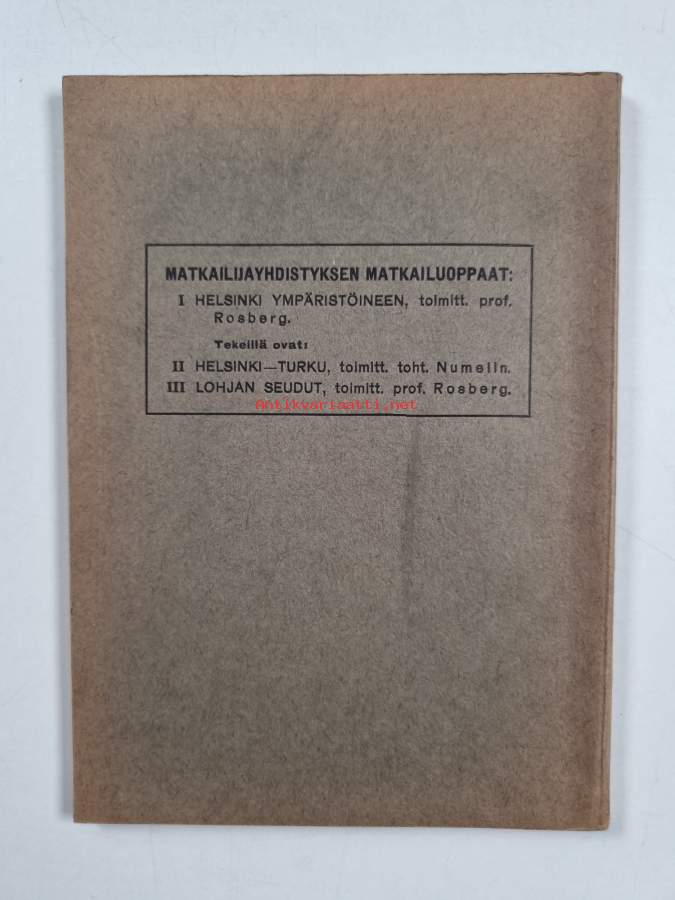 MATKAILIJAYHDISTYKSEN MATKAILUOPPAAT:
I HELSINKI YMPÄRISTÖINEEN, toimitt. prof.
Rosberg.
Tekeillä ovat:
II HELSINKI—TURKU, toimitt. toht. Numelin.
III LOHJAN SEUDUT, toimitt. prof. Rosberg.
Antikvariaatti.net